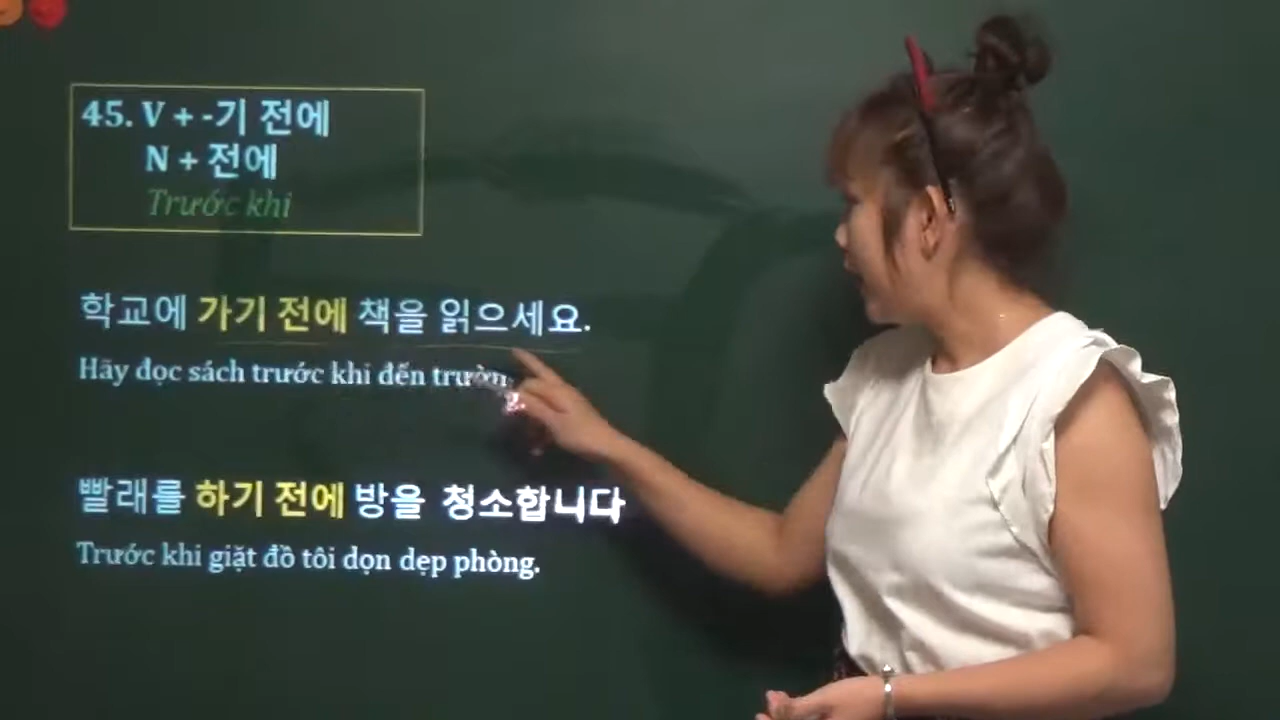 45. V + -기 전에
N + 전에
Trước khi
학교에 가기 전에 책을 읽으세요.
Hãy đọc sách trước khi đến
빨래를 하기 전에 방을 청소합니다
Trước khi giặt đồ tôi dọn dẹp phòng.